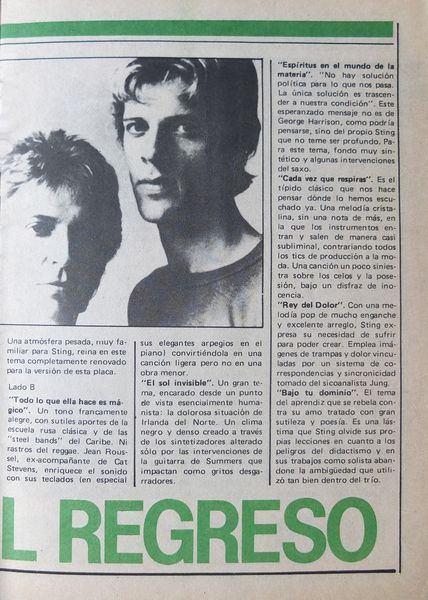 Una atmósfera pesada, muy fa-
miliar para Sting, reina en este
tema completamente renovado
para la versión de esta placa.
Lado B
"Todo lo que ella hace es má-
gico". Un tono francamente
alegre, con sutiles aportes de la
escuela rusa clásica y de las
"steel bands" del Caribe. Ni
rastros del reggae. Jean Rous-
sel, ex-acompañante de Cat
Stevens, enriquece el sonido
con sus teclados (en especial
sus elegantes arpegios en el
piano) convirtiéndola en una
canción ligera pero no en una
obra menor.
"El sol invisible". Un gran te-
ma, encarado desde un punto
de vista esencialmente huma-
nista: la dolorosa situación de
Irlanda del Norte. Un clima
negro y denso creado a través
de los sintetizadores alterado
sólo por las intervenciones de
la guitarra de Summers que
impactan como gritos desga-
rradores.
"Espíritus en el mundo de la
materia". "No hay solución
política para lo que nos pasa.
La única solución es trascen-
der a nuestra condición". Este
esperanzado mensaje no es de
George Harrison, como podría
pensarse, sino del propio Sting
que no teme ser profundo. Pa-
ra este tema, fondo muy sin-
tético y algunas intervenciones
del saxo.
"Cada vez que respiras". Es el
típido clásico que nos hace
pensar dónde lo hemos escu-
chado ya. Una melodía crista-
lina, sin una nota de más, en
la que los instrumentos en-
tran y salen de manera casi
subliminal, contrariando todos
los tics de producción a la mo-
da. Una canción un poco sinies-
tra sobre los celos y la pose-
sión, bajo un disfraz de ino-
cencia.
"Rey del Dolor". Con una me-
lodía pop de mucho enganche
y excelente arreglo, Sting ex-
presa su necesidad de sufrir
para poder crear. Emplea imá-
genes de trampas y dolor vincu-
ladas por un sistema de co-
rrespondencias y sincronicidad
tomado del sicoanalista Jung.
"Bajo tu dominio". El tema
del aprendiz que se rebela con-
tra su amo tratado con gran
sutileza y poesía. Es una lás-
tima que Sting olvide sus pro-
pias lecciones en cuanto a los
peligros del didactismo y en
sus trabajos como solista aban-
done la ambigüedad que utili-
zó tan bien dentro del trío.
L REGRESO